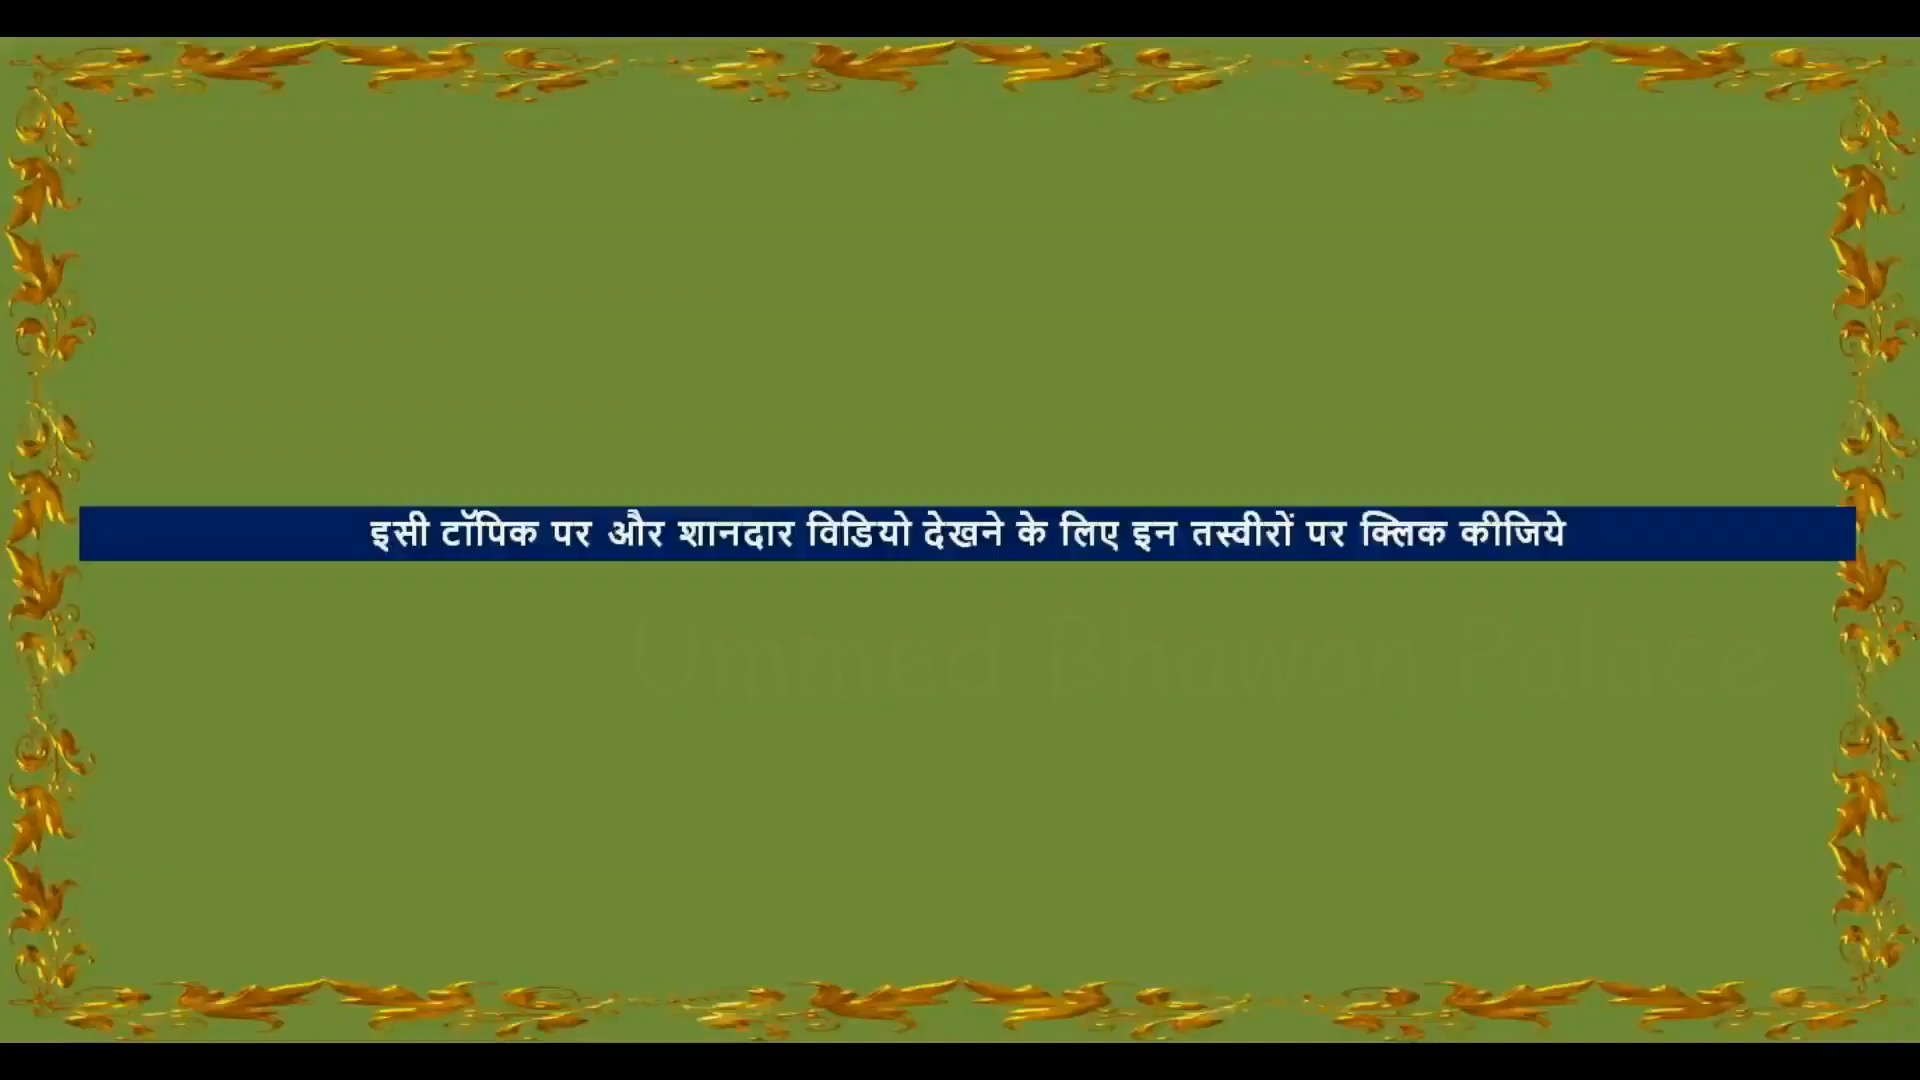 इसी टॉपिक पर और शानदार विडियो देखने के लिए इन तस्वीरों पर क्लिक कीजिये
Ummed Bhawan Palace